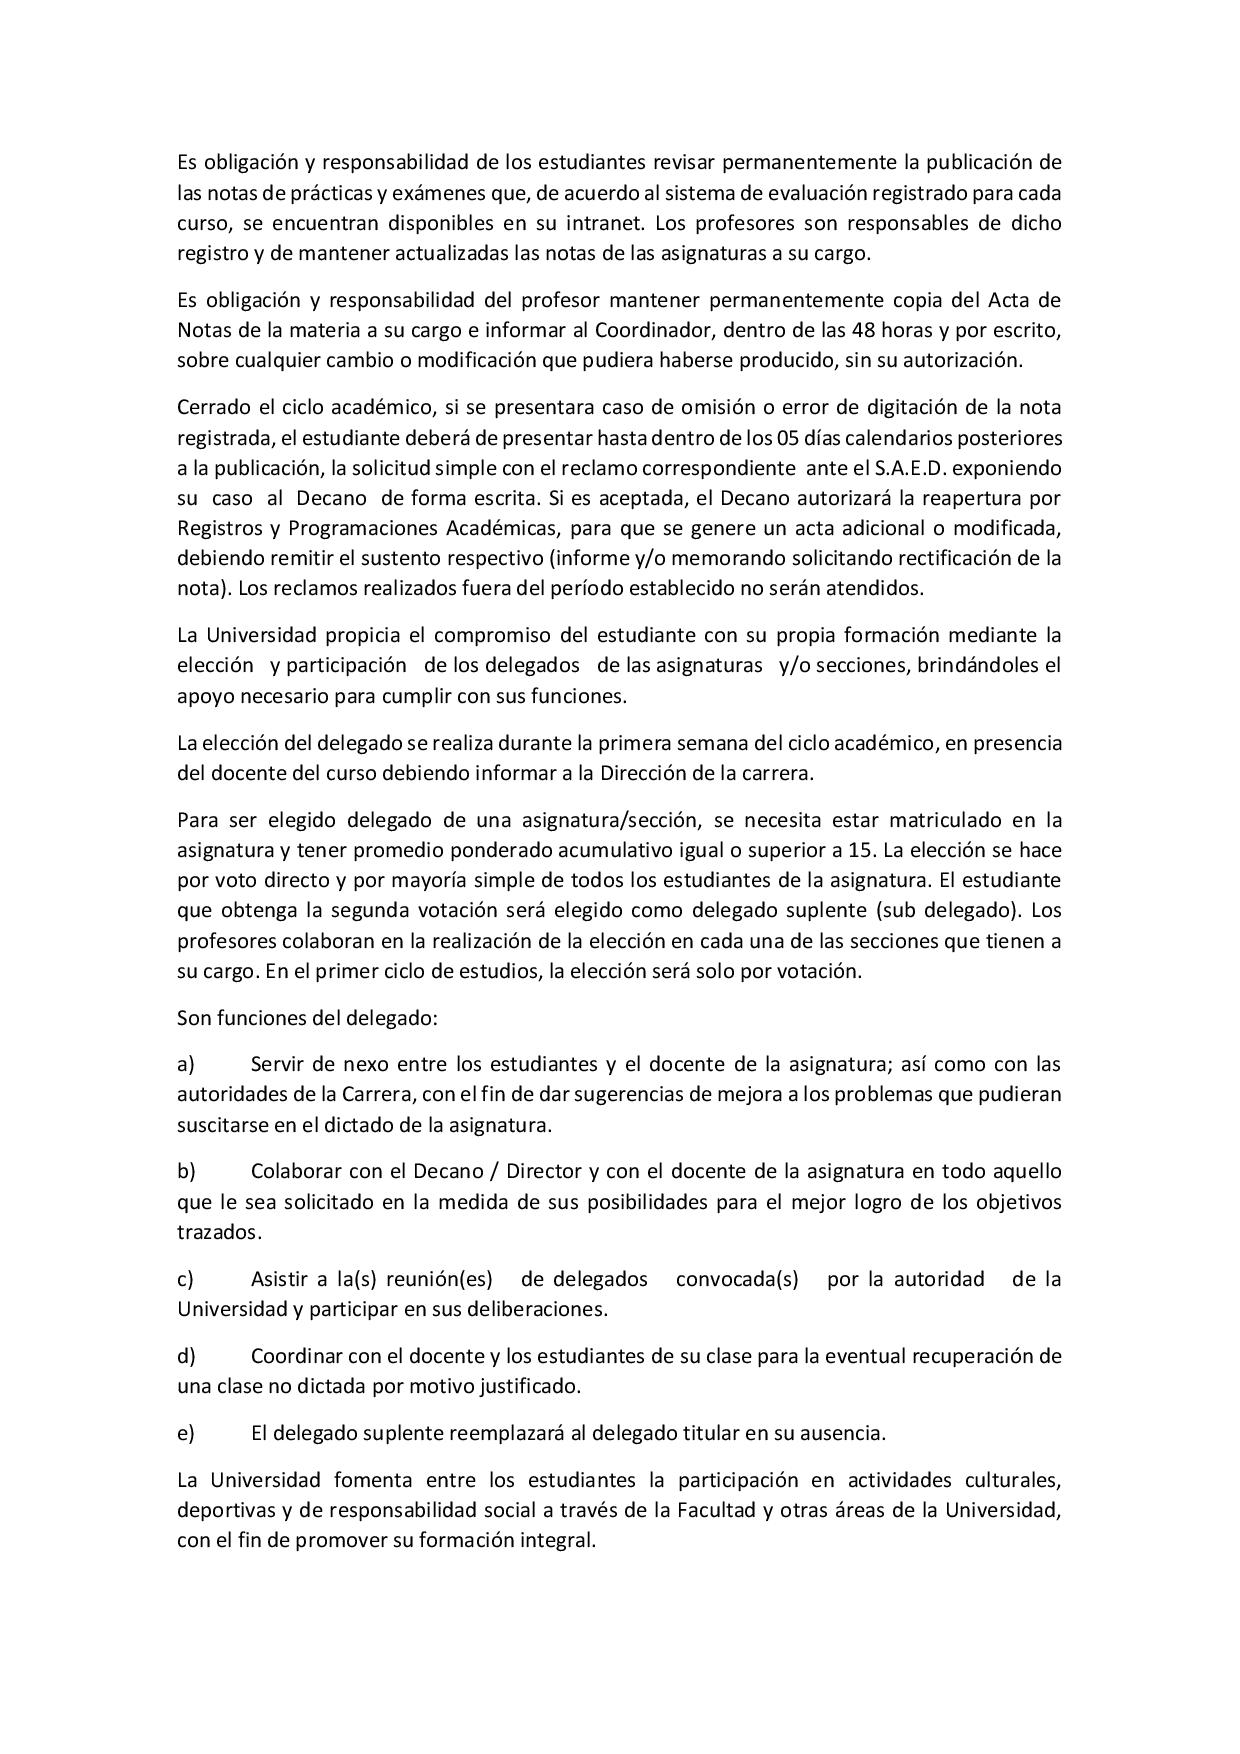 Es obligación y responsabilidad de los estudiantes revisar permanentemente la publicación de
las notas de prácticas y exámenes que, de acuerdo al sistema de evaluación registrado para cada
curso, se encuentran disponibles en su intranet. Los profesores son responsables de dicho
registro y de mantener actualizadas las notas de las asignaturas a su cargo.
Es obligación y responsabilidad del profesor mantener permanentemente copia del Acta de
Notas de la materia a su cargo e informar al Coordinador, dentro de las 48 horas y por escrito,
sobre cualquier cambio o modificación que pudiera haberse producido, sin su autorización.
Cerrado el ciclo académico, si se presentara caso de omisión o error de digitación de la nota
registrada, el estudiante deberá de presentar hasta dentro de los 05 días calendarios posteriores
a la publicación, la solicitud simple con el reclamo correspondiente ante el S.A.E.D. exponiendo
su caso al Decano de forma escrita. Si es aceptada, el Decano autorizará la reapertura por
Registros y Programaciones Académicas, para que se genere un acta adicional o modificada,
debiendo remitir el sustento respectivo (informe y/o memorando solicitando rectificación de la
nota). Los reclamos realizados fuera del período establecido no serán atendidos.
La Universidad propicia el compromiso del estudiante con su propia formación mediante la
elección y participación de los delegados de las asignaturas y/o secciones, brindándoles el
apoyo necesario para cumplir con sus funciones.
La elección del delegado se realiza durante la primera semana del ciclo académico, en presencia
del docente del curso debiendo informar a la Dirección de la carrera.
Para ser elegido delegado de una asignatura/sección, se necesita estar matriculado en la
asignatura y tener promedio ponderado acumulativo igual o superior a 15. La elección se hace
por voto directo y por mayoría simple de todos los estudiantes de la asignatura. El estudiante
que obtenga la segunda votación será elegido como delegado suplente (sub delegado). Los
profesores colaboran en la realización de la elección en cada una de las secciones que tienen a
su cargo. En el primer ciclo de estudios, la elección será solo por votación.
Son funciones del delegado:
a) Servir de nexo entre los estudiantes y el docente de la asignatura; así como con las
autoridades de la Carrera, con el fin de dar sugerencias de mejora a los problemas que pudieran
suscitarse en el dictado de la asignatura.
b) Colaborar con el Decano / Director y con el docente de la asignatura en todo aquello
que le sea solicitado en la medida de sus posibilidades para el mejor logro de los objetivos
trazados.
c) Asistir a la(s) reunión(es) de delegados convocada(s) por la autoridad de la
Universidad y participar en sus deliberaciones.
d) Coordinar con el docente y los estudiantes de su clase para la eventual recuperación de
una clase no dictada por motivo justificado.
e) El delegado suplente reemplazará al delegado titular en su ausencia.
La Universidad fomenta entre los estudiantes la participación en actividades culturales,
deportivas y de responsabilidad social a través de la Facultad y otras áreas de la Universidad,
con el fin de promover su formación integral.